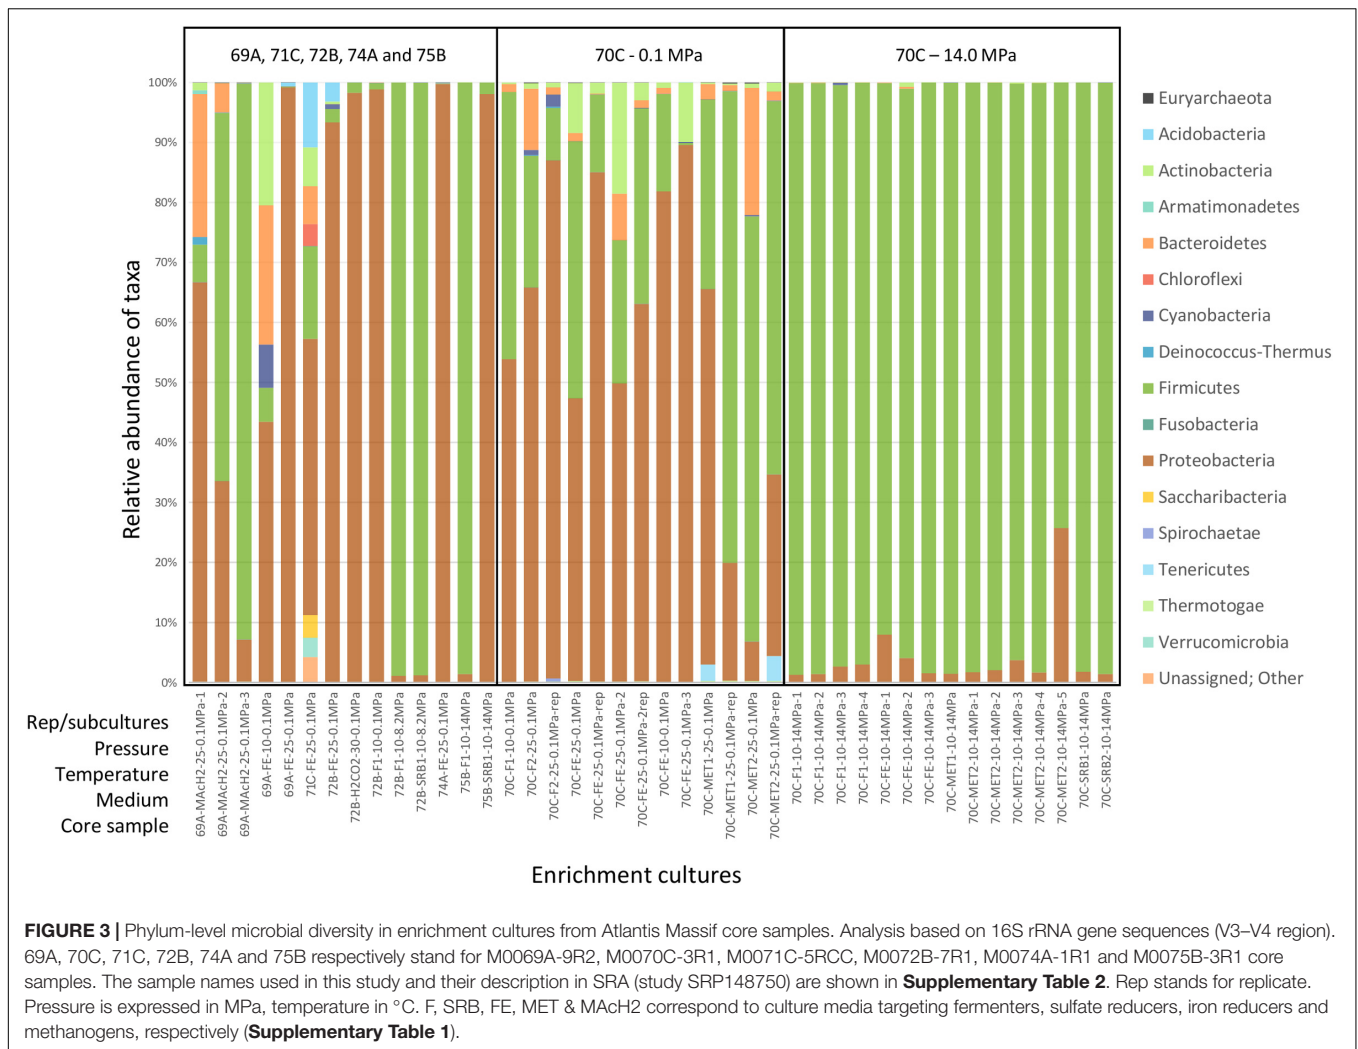 69A, 71C, 72B, 74A and 75B
70C - 0.1 MPa
70C – 14.0 MPa
Relative abundance of taxa
100%
90%
80%
70%
60%
50%
40%
30%
20%
10%
0%
Euryarchaeota
Acidobacteria
Actinobacteria
Armatimonadetes
Bacteroidetes
Chloroflexi
Cyanobacteria
Deinococcus-Thermus
Firmicutes
Fusobacteria
Proteobacteria
Saccharibacteria
Spirochaetae
Tenericutes
Thermotogae
Verrucomicrobia
Unassigned; Other
Rep/subcultures
Pressure
Temperature
Medium
Core sample
69A-MAcH2-25-0.1MPa-1
69A-MAcH2-25-0.1MPa-2
69A-MAcH2-25-0.1MPa-3
69A-FE-10-0.1MPa
69A-FE-25-0.1MPa
71C-FE-25-0.1MPa
72B-FE-25-0.1MPa
72B-H2CO2-30-0.1MPa
72B-F1-10-0.1MPa
72B-F1-10-8.2MPa
72B-SRB1-10-8.2MPa
74A-FE-25-0.1MPa
75B-F1-10-14MPa
75B-SRB1-10-14MPa
70C-F1-10-0.1MPa
70C-F2-25-0.1MPa
70C-F2-25-0.1MPa-rep
70C-FE-25-0.1MPa
70C-FE-25-0.1MPa-rep
70C-FE-25-0.1MPa-2
70C-FE-25-0.1MPa-2rep
70C-FE-10-0.1MPa
70C-FE-25-0.1MPa-3
70C-MET1-25-0.1MPa
70C-MET1-25-0.1MPa-rep
70C-MET2-25-0.1MPa
70C-MET2-25-0.1MPa-rep
70C-F1-10-14MPa-1
70C-F1-10-14MPa-2
70C-F1-10-14MPa-3
70C-F1-10-14MPa-4
70C-FE-10-14MPa-1
70C-FE-10-14MPa-2
70C-FE-10-14MPa-3
70C-MET1-10-14MPa
70C-MET2-10-14MPa-1
70C-MET2-10-14MPa-2
70C-MET2-10-14MPa-3
70C-MET2-10-14MPa-4
70C-MET2-10-14MPa-5
70C-SRB1-10-14MPa
70C-SRB2-10-14MPa
Enrichment cultures
FIGURE 3 | Phylum-level microbial diversity in enrichment cultures from Atlantis Massif core samples. Analysis based on 16S rRNA gene sequences (V3–V4 region).
69A, 70C, 71C, 72B, 74A and 75B respectively stand for M0069A-9R2, M0070C-3R1, M0071C-5RCC, M0072B-7R1, M0074A-1R1 and M0075B-3R1 core
samples. The sample names used in this study and their description in SRA (study SRP148750) are shown in Supplementary Table 2. Rep stands for replicate.
Pressure is expressed in MPa, temperature in °C. F, SRB, FE, MET & MAcH2 correspond to culture media targeting fermenters, sulfate reducers, iron reducers and
methanogens, respectively (Supplementary Table 1).